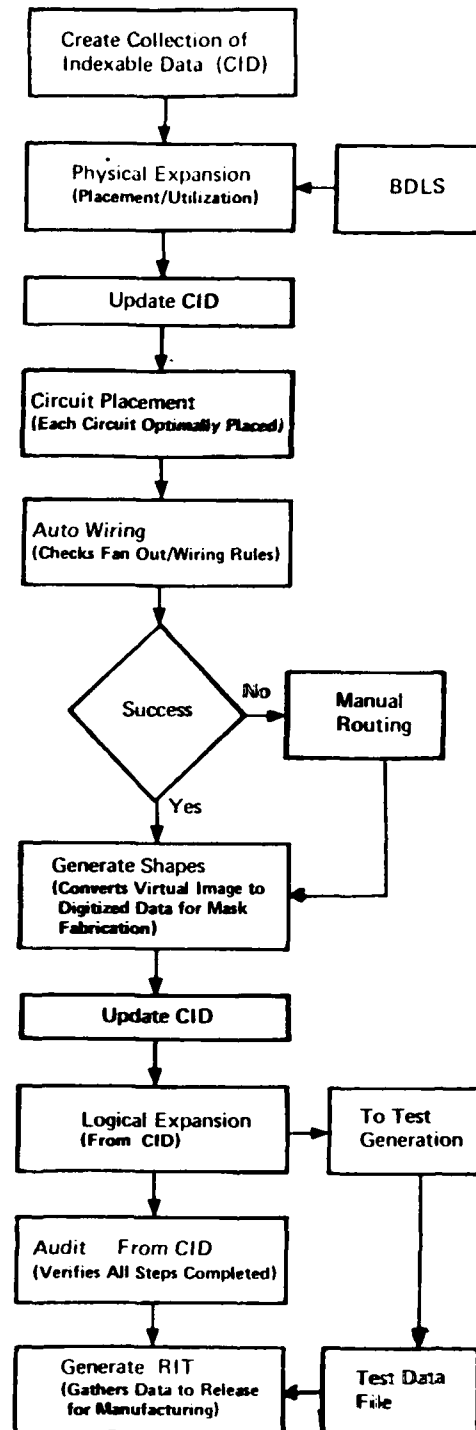 Create Collection of
Indexable Data (CID)
Physical Expansion
(Placement/Utilization)
BDLS
Update CID
Circuit Placement
(Each Circuit Optimally Placed)
Auto Wiring
(Checks Fan Out/Wiring Rules)
Success
No
Manual
Routing
Yes
Generate Shapes
(Converts Virtual Image to
Digitized Data for Mask
Fabrication)
Update CID
Logical Expansion
(From CID)
To Test
Generation
Audit From CID
(Verifies All Steps Completed)
Generate RIT
(Gathers Data to Release
for Manufacturing)
Test Data
File